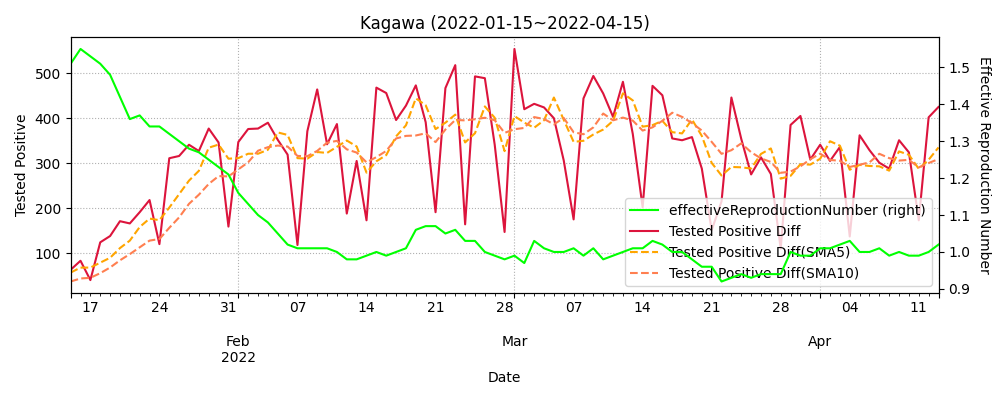 Kagawa (2022-01-15~2022-04-15)
Tested Positive
500
400
300
200
100
1.5
1.4
1.3
1.2
1.1
1.0
0.9
Effective Reproduction Number
effectiveReproductionNumber (right)
Tested Positive Diff
Tested Positive Diff(SMA5)
Tested Positive Diff(SMA10)
17 24 31 07 14 21 28 07 14 21 28 04 11
Feb Mar Apr
2022
Date